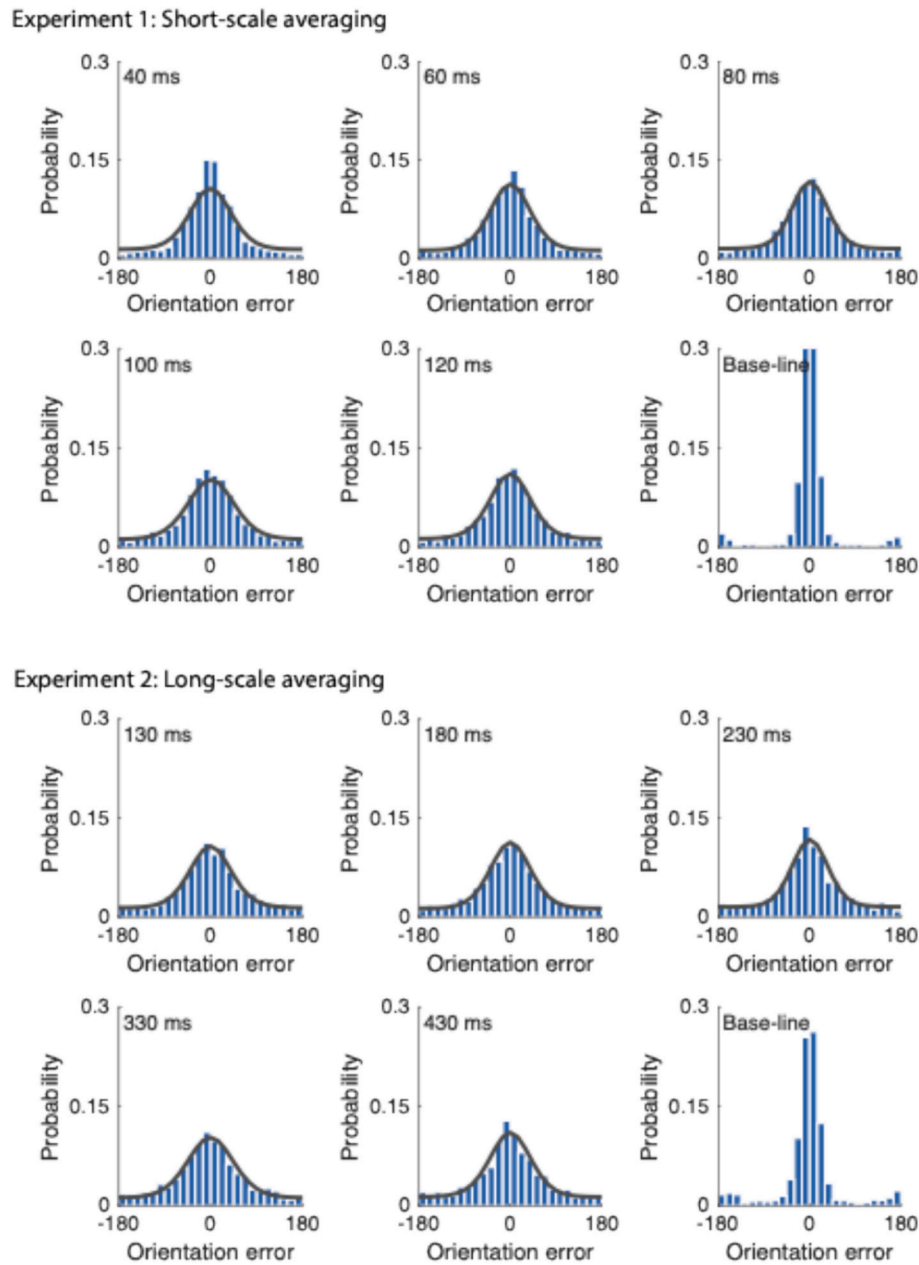 Experiment 1: Short-scale averaging
0.3 0.3 0.3
40 ms 60 ms 80 ms
Probability Probability Probability
0.15 0.15 0.15
0 0 0
-180 0 180 -180 0 180 -180 0 180
Orientation error Orientation error Orientation error
0.3 0.3 0.3
100 ms 120 ms Base-line
Probability Probability Probability
0.15 0.15 0.15
0 0 0
-180 0 180 -180 0 180 -180 0 180
Orientation error Orientation error Orientation error
Experiment 2: Long-scale averaging
0.3 0.3 0.3
130 ms 180 ms 230 ms
Probability Probability Probability
0.15 0.15 0.15
0 0 0
-180 0 180 -180 0 180 -180 0 180
Orientation error Orientation error Orientation error
0.3 0.3 0.3
330 ms 430 ms Base-line
Probability Probability Probability
0.15 0.15 0.15
0 0 0
-180 0 180 -180 0 180 -180 0 180
Orientation error Orientation error Orientation error